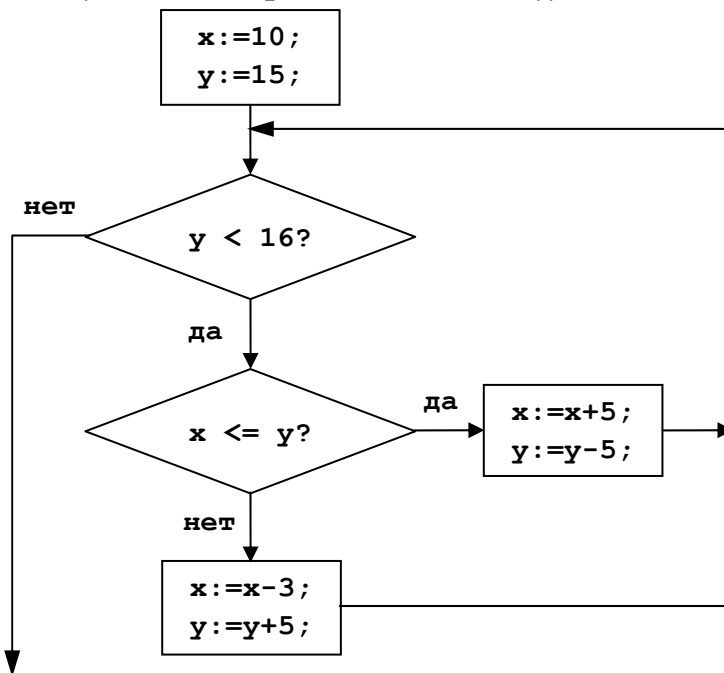 x:=10;
y:=15;
нет
y < 16?
да
x <= y?
да
x:=x+5;
y:=y-5;
нет
x:=x-3;
y:=y+5;